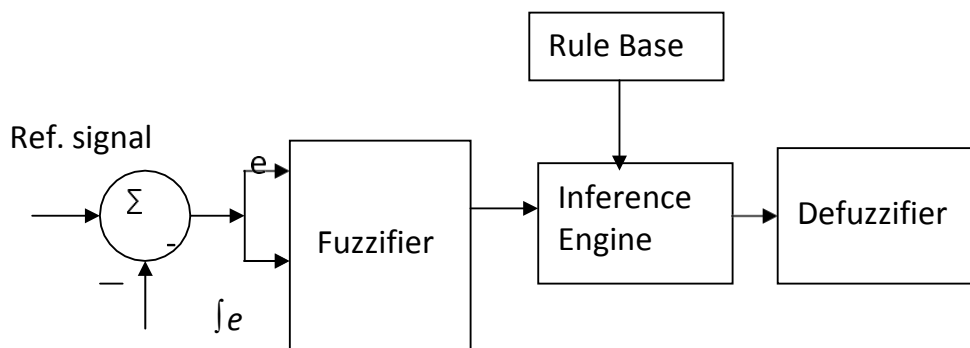 Rule Base
Ref. signal
e
∑
-
Inference
Engine
Defuzzifier
Fuzzifier
—
∫e